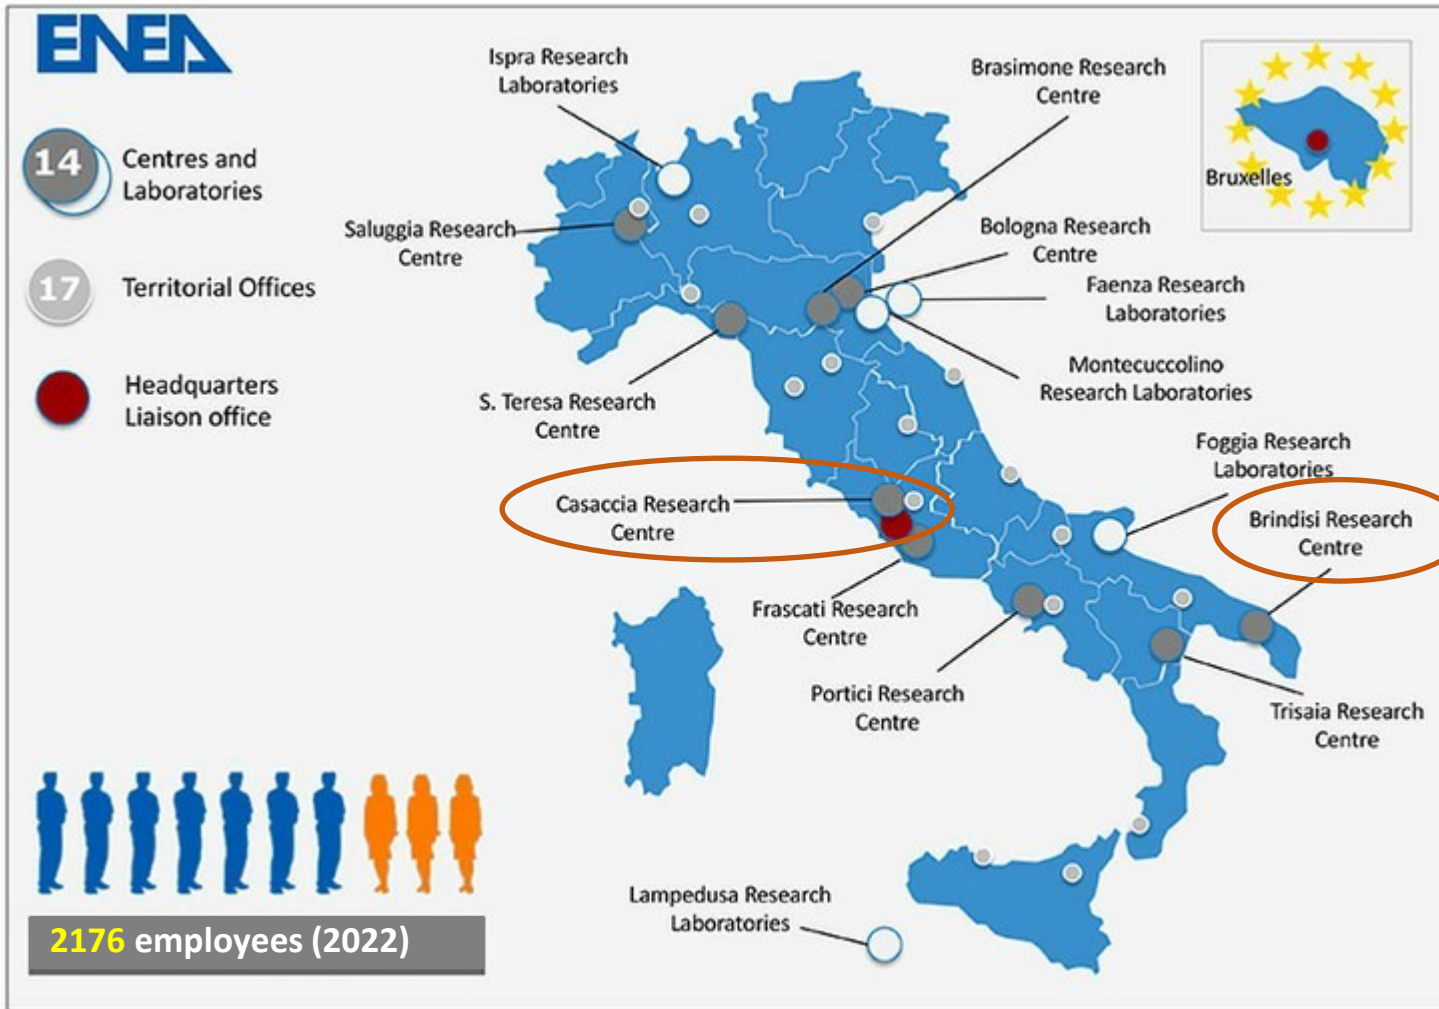 ENEA
14
Centres and
Laboratories
17
Territorial Offices
Headquarters
Liaison office
Ispra Research
Laboratories
Brasimone Research
Centre
Bruxelles
Saluggia Research
Centre
Bologna Research
Centre
Faenza Research
Laboratories
Montecuccolino
Research Laboratories
S. Teresa Research
Centre
Foggia Research
Laboratories
Casaccia Research
Centre
Brindisi Research
Centre
Frascati Research
Centre
Portici Research
Centre
Trisaia Research
Centre
Lampedusa Research
Laboratories
2176 employees (2022)